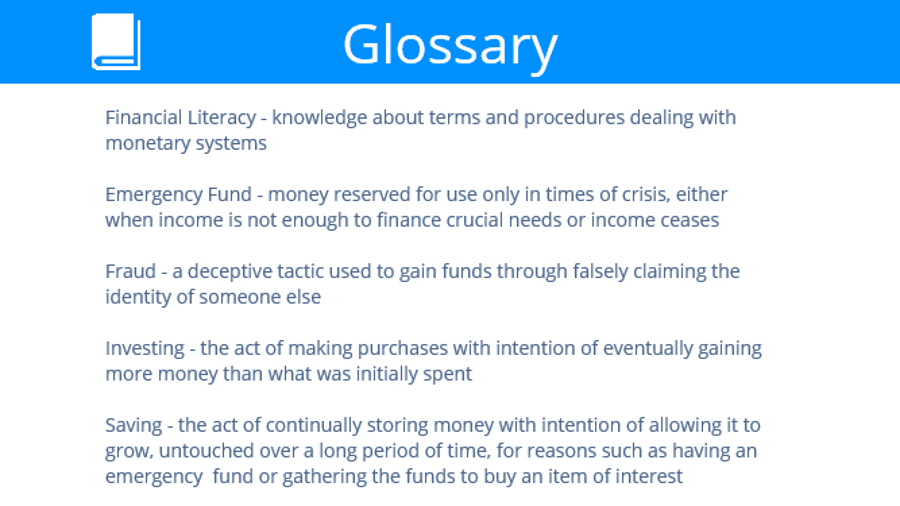 Glossary
Financial Literacy - knowledge about terms and procedures dealing with
monetary systems
Emergency Fund - money reserved for use only in times of crisis, either
when income is not enough to finance crucial needs or income ceases
Fraud - a deceptive tactic used to gain funds through falsely claiming the
identity of someone else
Investing - the act of making purchases with intention of eventually gaining
more money than what was initially spent
Saving - the act of continually storing money with intention of allowing it to
grow, untouched over a long period of time, for reasons such as having an
emergency  fund or gathering the funds to buy an item of interest